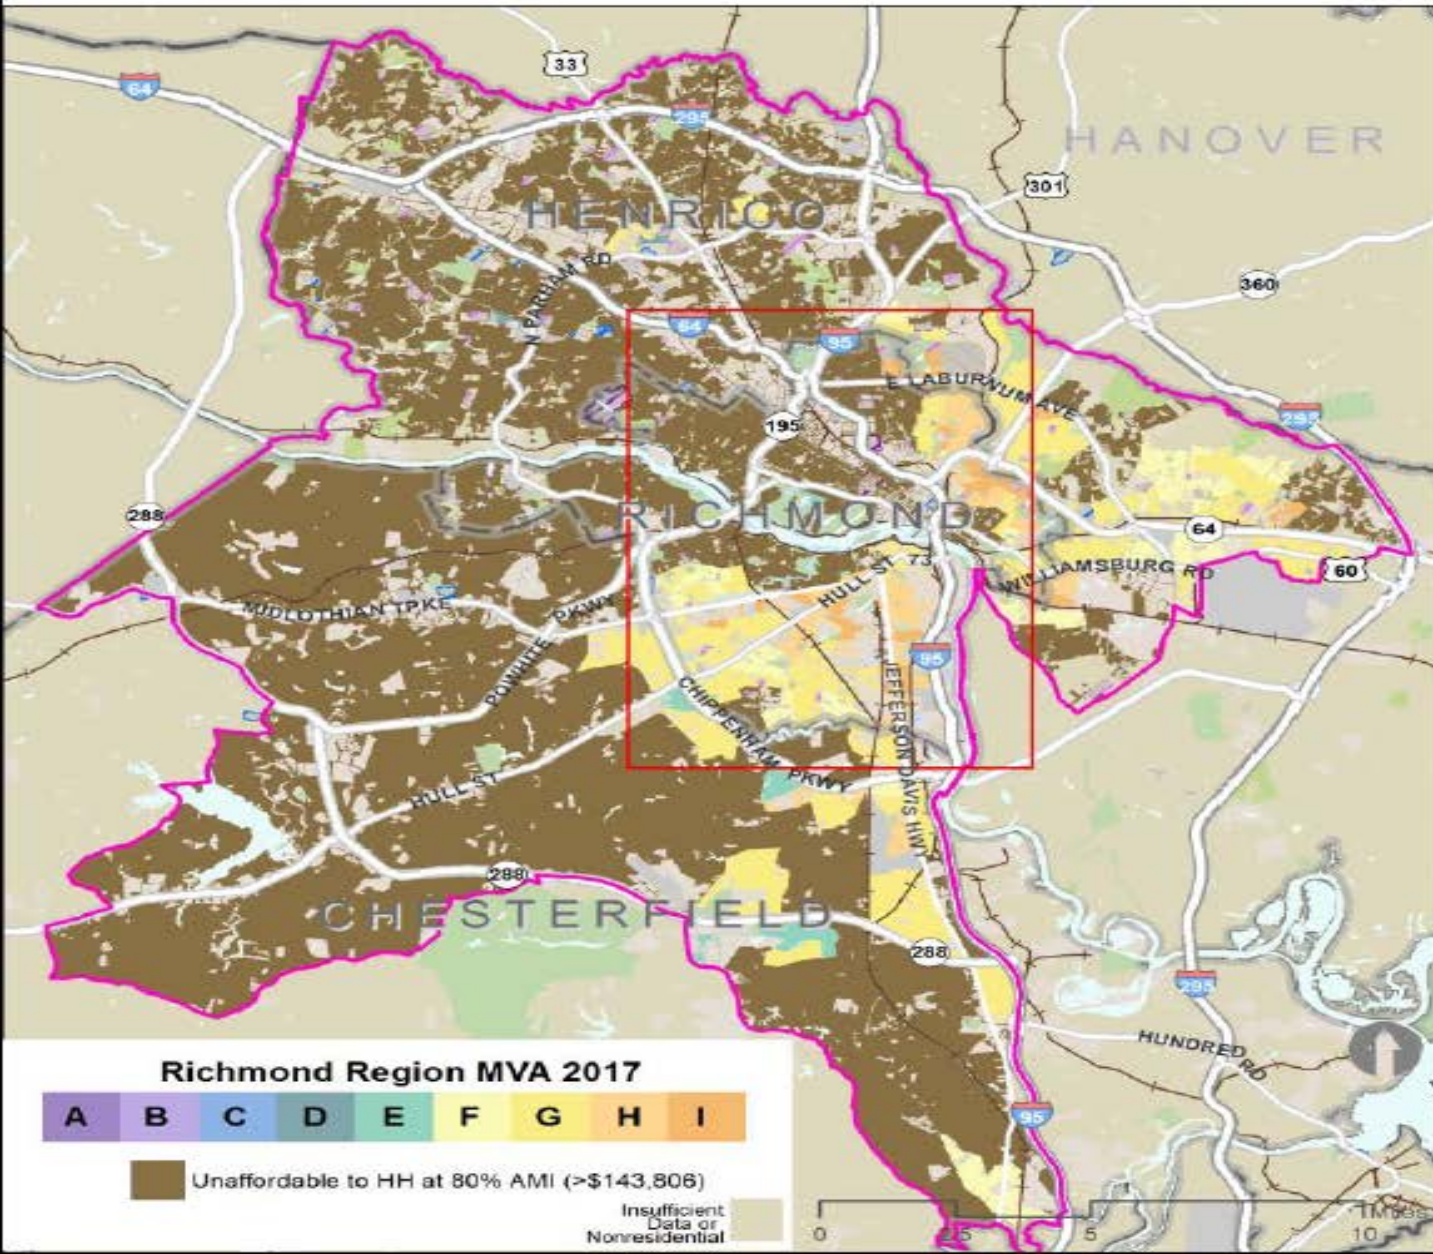 33
64
295
HANOVER
301
HENRICO
N PARHAM RD
360
64
95
E LABURNUM AVE
295
195
288
RICHMOND
64
73
HULL ST
WILLIAMSBURG RD
60
MIDLOTHIAN TPKE
POWHITE PKWY
95
CHIPPENHAM PKWY
JEFFERSON DAVIS HWY
HULL ST
288
CHESTERFIELD
288
295
HUNDRED RD
95
Richmond Region MVA 2017
A B C D E F G H I
Unaffordable to HH at 80% AMI (>$143,806)
Insufficient
Data or
Nonresidential
0 2.5 5 10
Miles